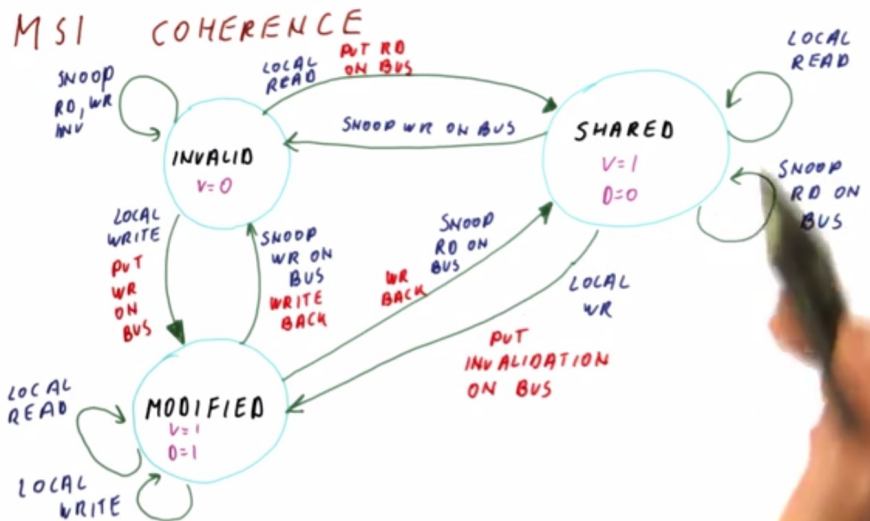 MSI COHERENCE
SNOOP
RD, WR
INV
LOCAL
READ
PUT RD
ON BUS
LOCAL
READ
SNOOP WR ON BUS
INVALID
V=0
SHARED
V=1
D=0
SNOOP
RD ON
BUS
LOCAL
WRITE
PUT
WR
ON
BUS
SNOOP
WR ON
BUS
WRITE
BACK
SNOOP
RD ON
BUS
WR
BACK
LOCAL
WR
PUT
INVALIDATION
ON BUS
MODIFIED
V=1
D=1
LOCAL
READ
LOCAL
WRITE